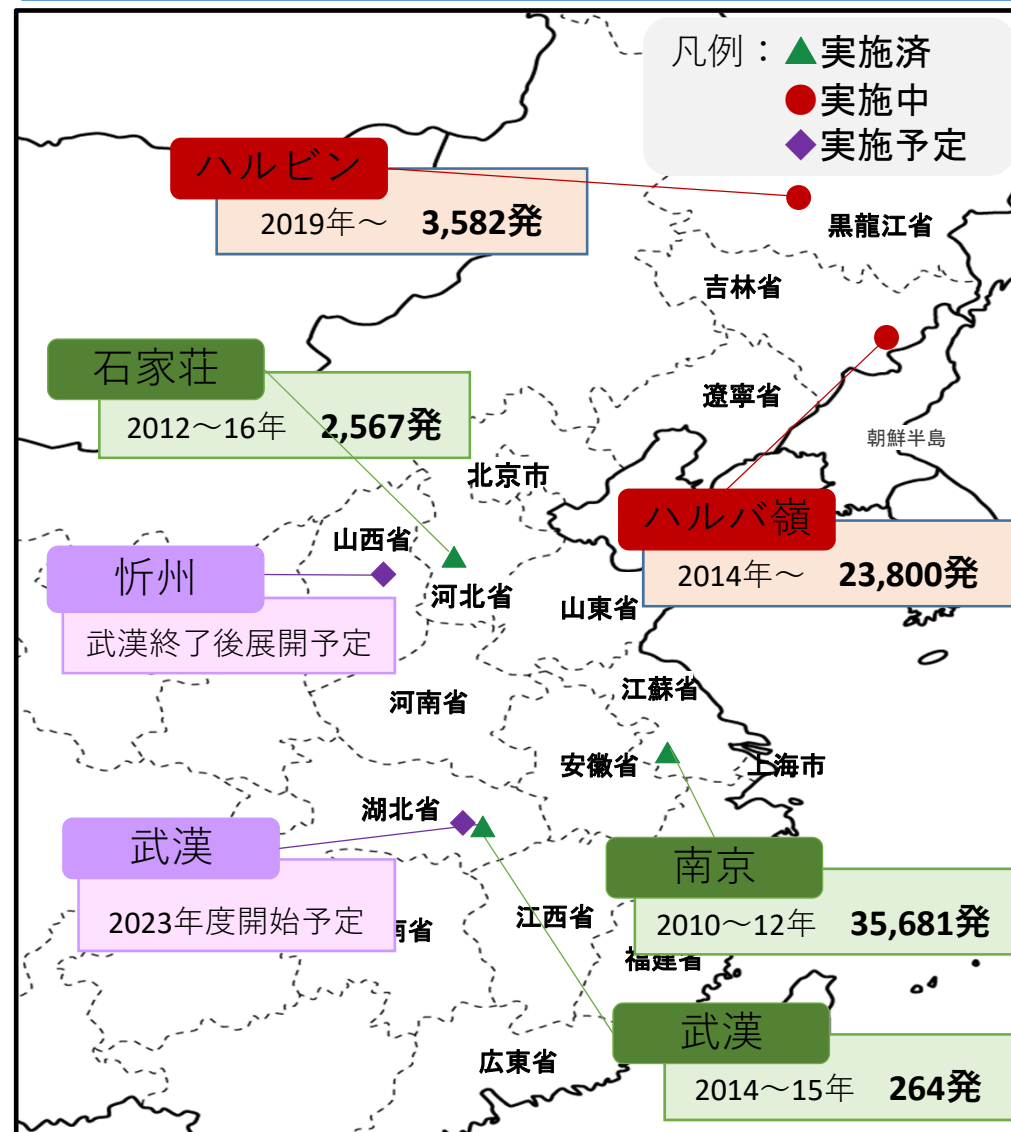 凡例：▲実施済
●実施中
◆実施予定
ハルビン
2019年～ 3,582発
黒龍江省
吉林省
石家荘
2012～16年 2,567発
遼寧省
朝鮮半島
北京市
ハルバ嶺
2014年～ 23,800発
山西省
忻州
武漢終了後展開予定
河北省
山東省
河南省
江蘇省
安徽省
上海市
湖北省
武漢
2023年度開始予定
南省
江西省
南京
2010～12年 35,681発
福建省
武漢
2014～15年 264発
広東省